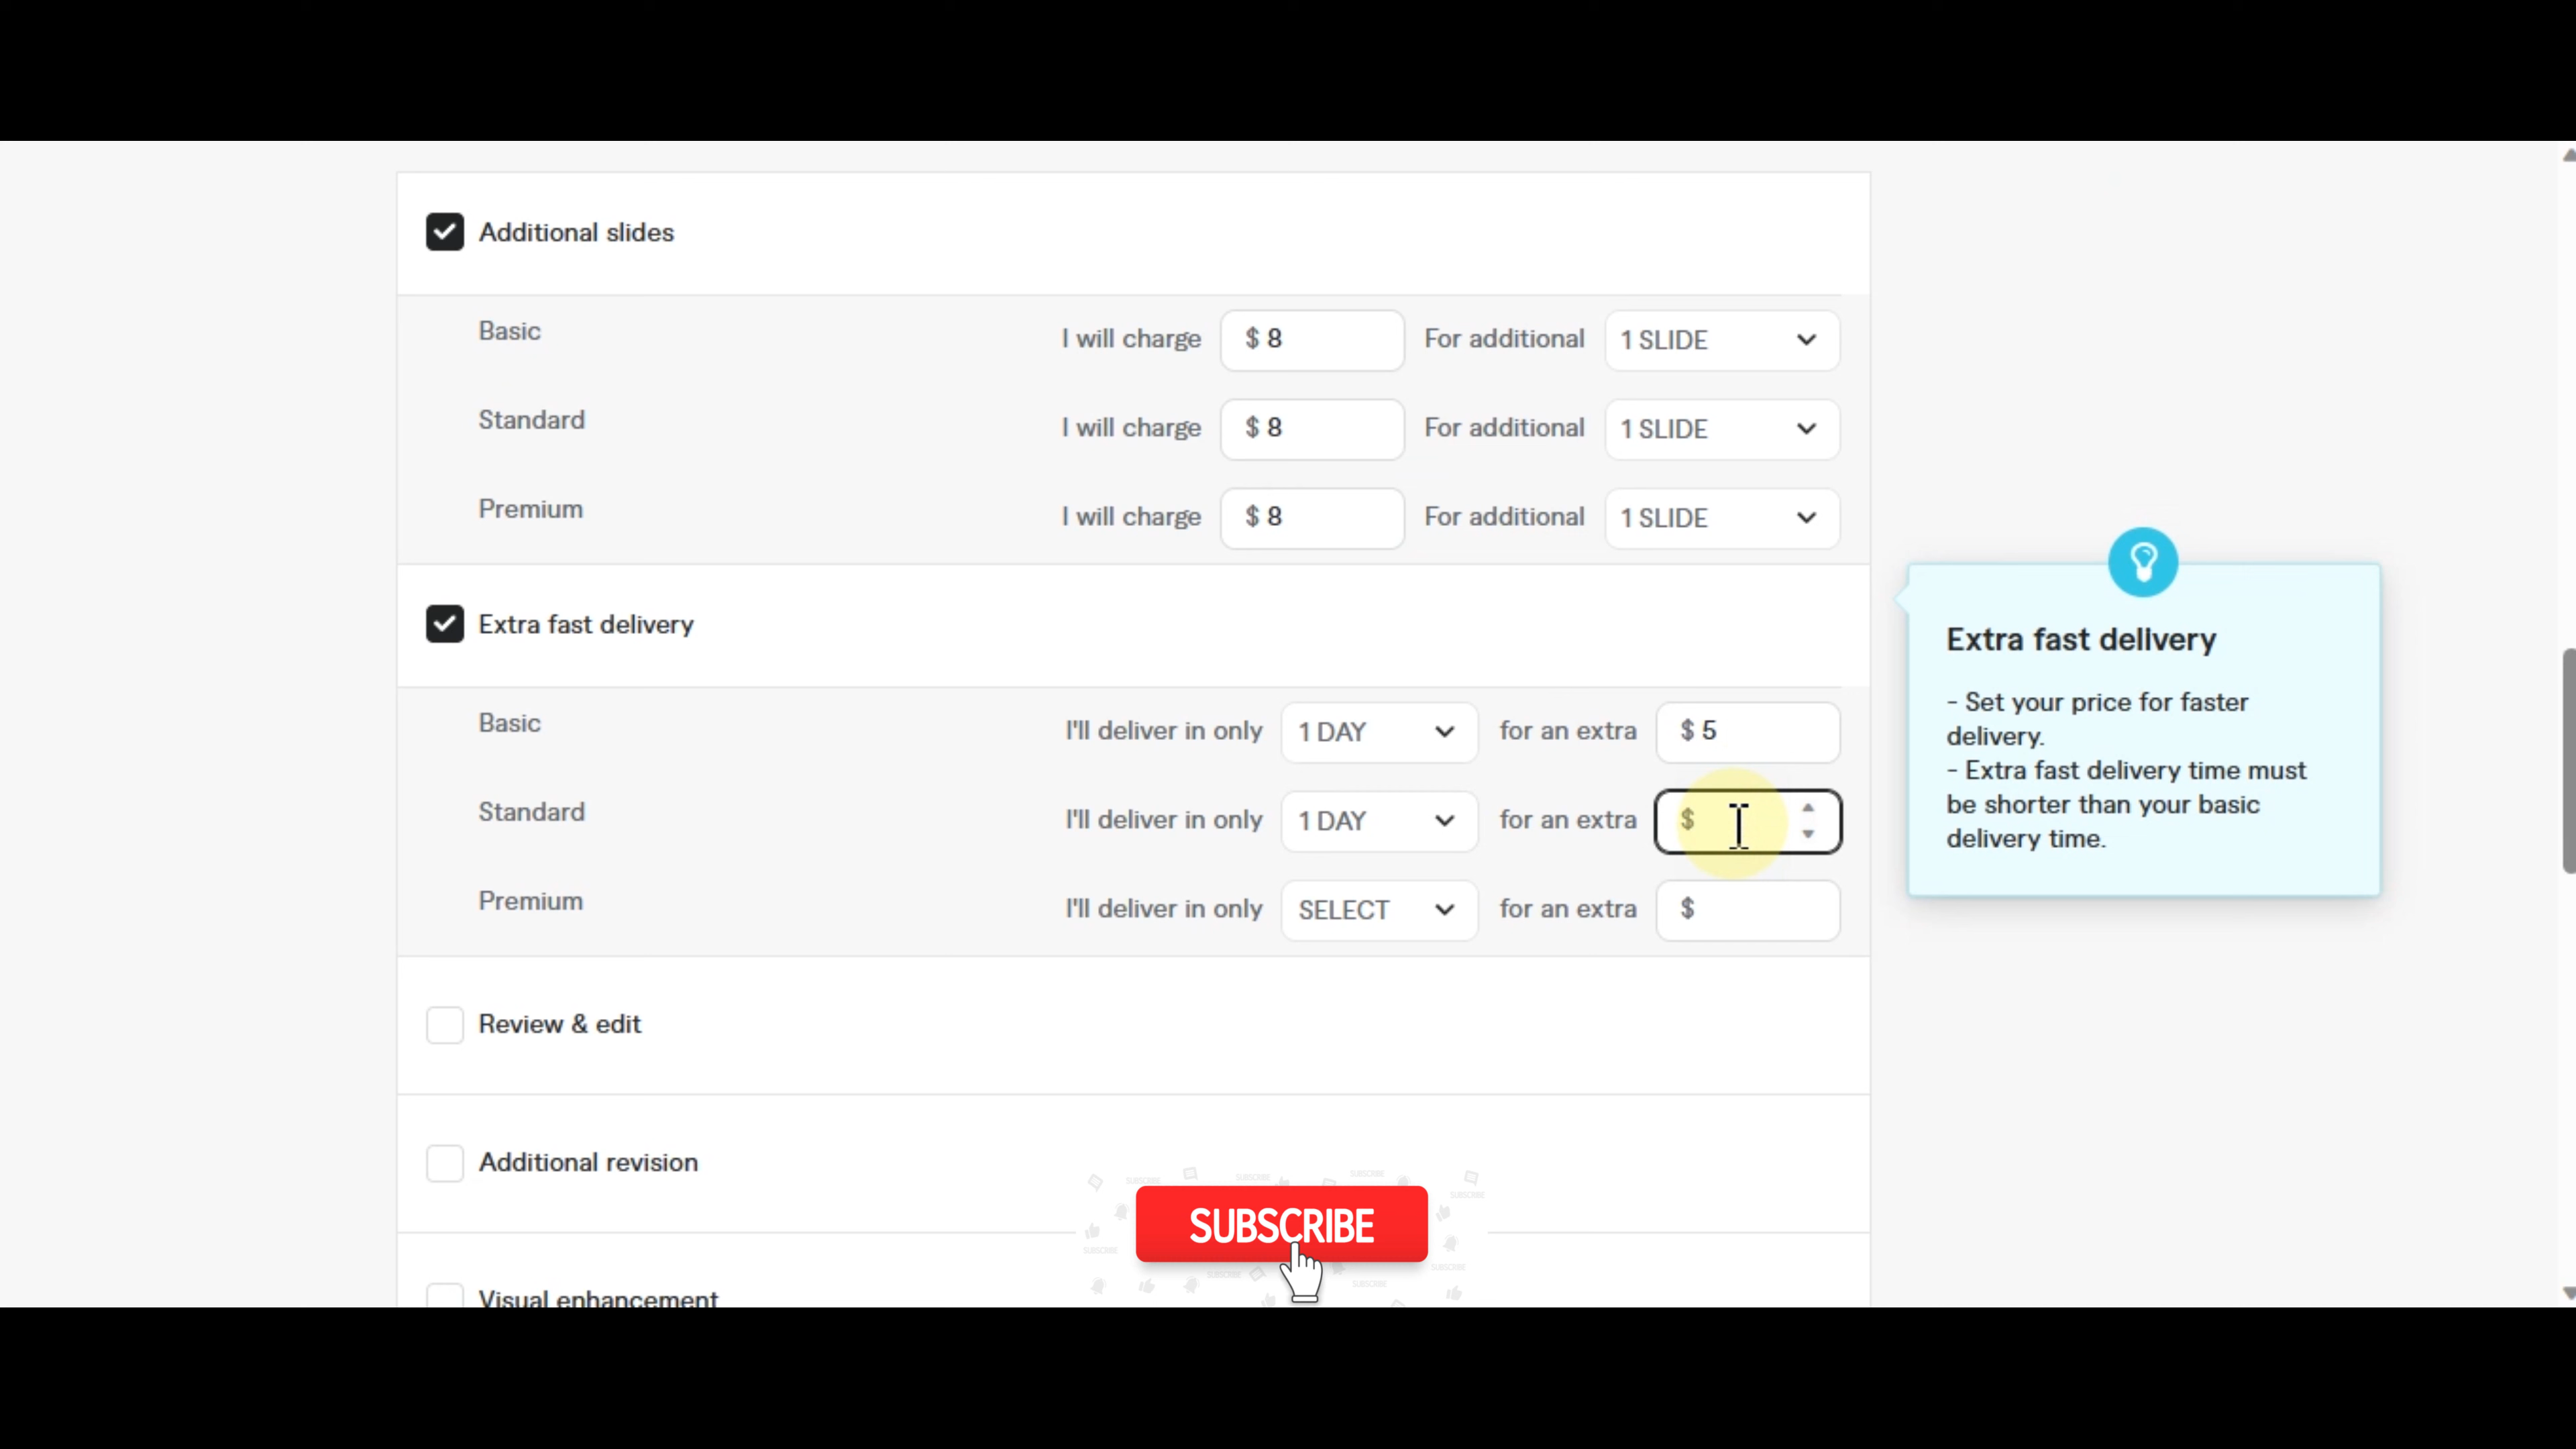 Additional slides
Basic I will charge $ 8 For additional 1 SLIDE
Standard I will charge $ 8 For additional 1 SLIDE
Premium I will charge $ 8 For additional 1 SLIDE
Extra fast delivery
Basic I'll deliver in only 1 DAY for an extra $ 5
Standard I'll deliver in only 1 DAY for an extra $
Premium I'll deliver in only SELECT for an extra $
Extra fast delivery
- Set your price for faster
delivery.
- Extra fast delivery time must
be shorter than your basic
delivery time.
Review & edit
Additional revision
SUBSCRIBE
Visual enhancement